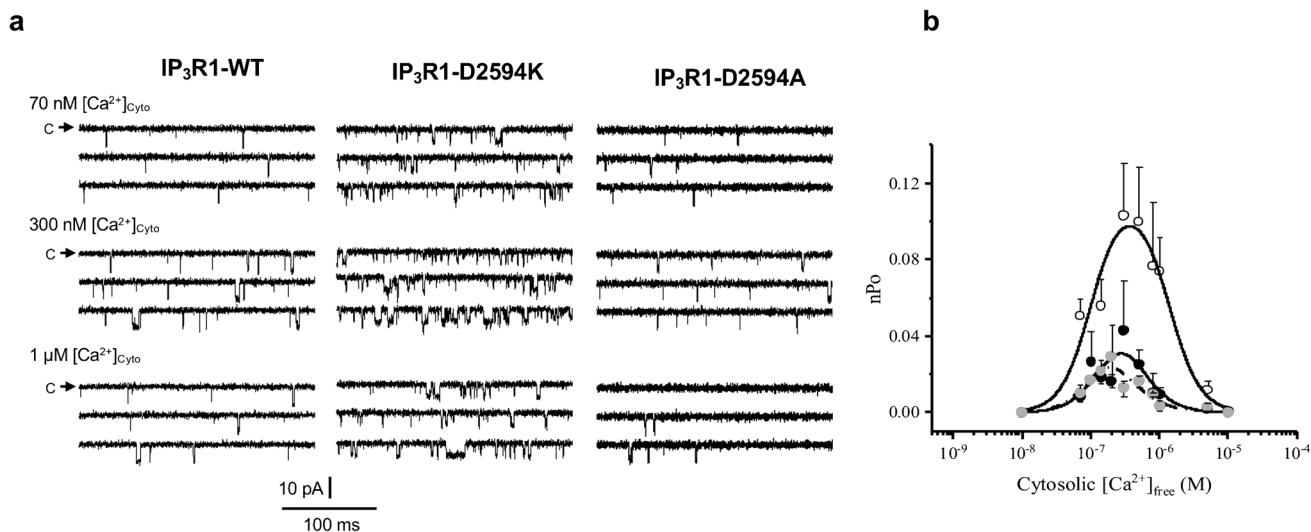 a
IP₃R1-WT
IP₃R1-D2594K
IP₃R1-D2594A
70 nM [Ca²⁺]Cyto
C
300 nM [Ca²⁺]Cyto
C
1 µM [Ca²⁺]Cyto
C
10 pA
100 ms
b
nPo
0.12
0.08
0.04
0.00
10⁻⁹ 10⁻⁸ 10⁻⁷ 10⁻⁶ 10⁻⁵ 10⁻⁴
Cytosolic [Ca²⁺]free (M)